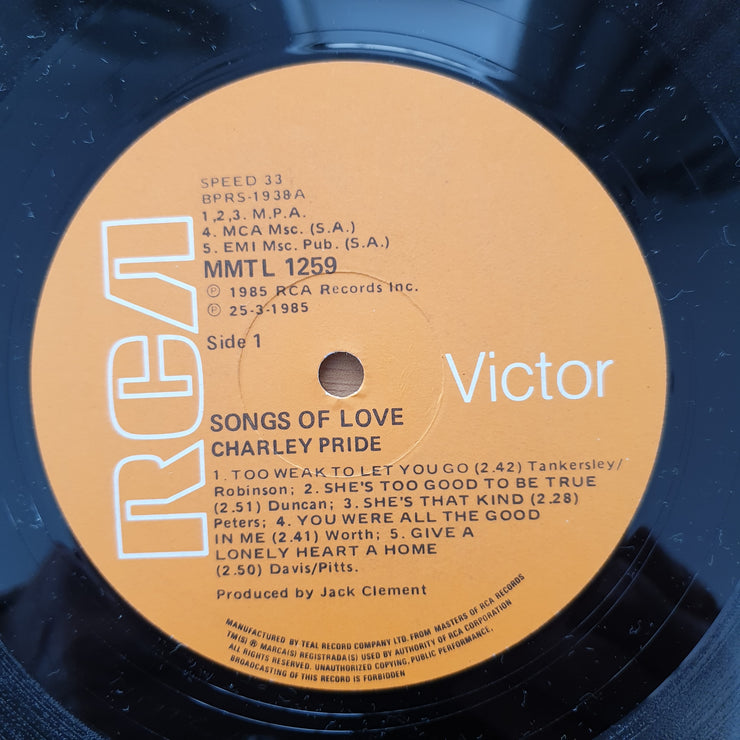 SPEED 33
BPRS-1938A
1,2,3. M.P.A.
4. MCA Msc. (S.A.)
5. EMI Msc. Pub. (S.A.)
MMTL 1259
Ⓟ 1985 RCA Records Inc.
Ⓟ 25-3-1985
Side 1
RCA
Victor
SONGS OF LOVE
CHARLEY PRIDE
1. TOO WEAK TO LET YOU GO (2.42) Tankersley/
Robinson; 2. SHE'S TOO GOOD TO BE TRUE
(2.51) Duncan; 3. SHE'S THAT KIND (2.28)
Peters; 4. YOU WERE ALL THE GOOD
IN ME (2.41) Worth; 5. GIVE A
LONELY HEART A HOME
(2.50) Davis/Pitts.
Produced by Jack Clement
MANUFACTURED BY TEAL RECORD COMPANY LTD. FROM MASTERS OF RCA RECORDS
TM(S) ® MARCA(S) REGISTRADA(S) USED BY AUTHORITY OF RCA CORPORATION
ALL RIGHTS RESERVED. UNAUTHORIZED COPYING, PUBLIC PERFORMANCE,
BROADCASTING OF THIS RECORD IS FORBIDDEN